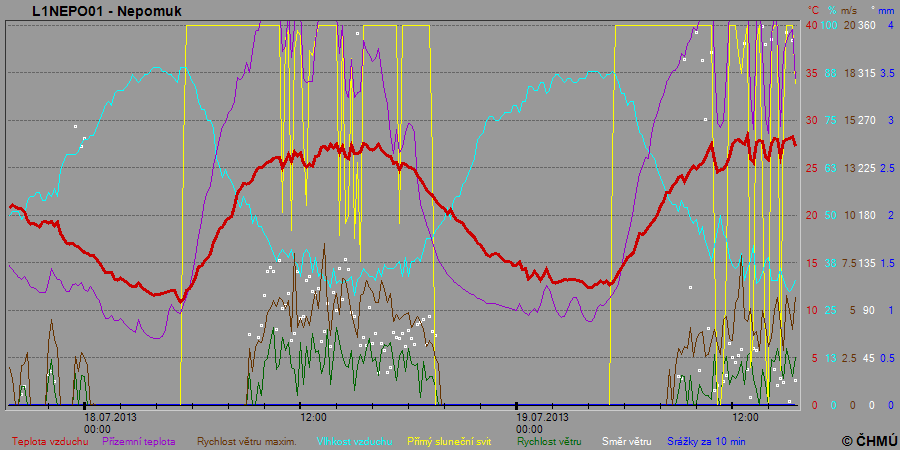 L1NEPO01 - Nepomuk
°C % m/s ° mm
40 100 20 360 4
35 88 18 315 3.5
30 75 15 270 3
25 63 13 225 2.5
20 50 10 180 2
15 38 7.5 135 1.5
10 25 5 90 1
5 13 2.5 45 0.5
0 0 0 0 0
18.07.2013 12:00 19.07.2013 12:00
00:00 00:00
Teplota vzduchu Přízemní teplota Rychlost větru maxim. Vlhkost vzduchu Přímý sluneční svit Rychlost větru Směr větru Srážky za 10 min © ČHMÚ